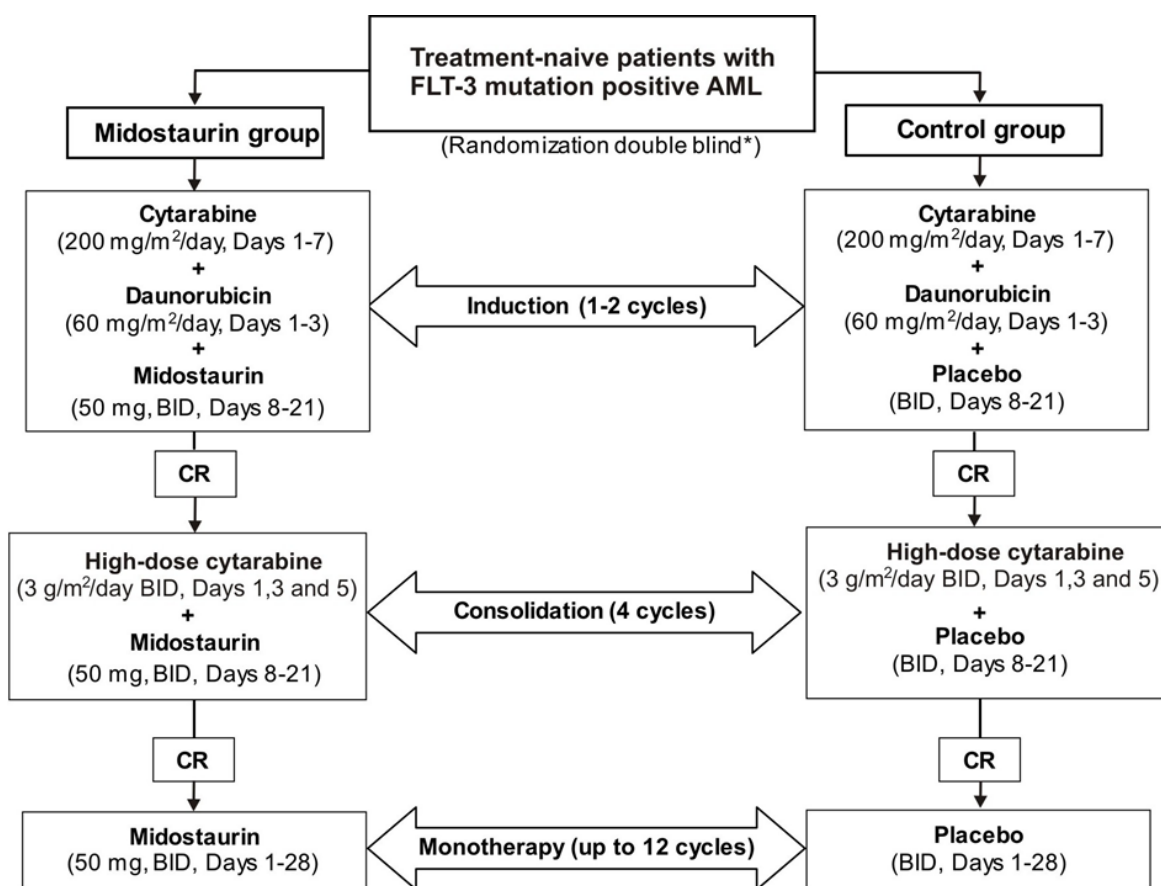 Treatment-naive patients with
FLT-3 mutation positive AML
(Randomization double blind*)
Midostaurin group
Control group
Cytarabine
(200 mg/m²/day, Days 1-7)
+
Daunorubicin
(60 mg/m²/day, Days 1-3)
+
Midostaurin
(50 mg, BID, Days 8-21)
Induction (1-2 cycles)
Cytarabine
(200 mg/m²/day, Days 1-7)
+
Daunorubicin
(60 mg/m²/day, Days 1-3)
+
Placebo
(BID, Days 8-21)
CR
CR
High-dose cytarabine
(3 g/m²/day BID, Days 1,3 and 5)
+
Midostaurin
(50 mg, BID, Days 8-21)
Consolidation (4 cycles)
High-dose cytarabine
(3 g/m²/day BID, Days 1,3 and 5)
+
Placebo
(BID, Days 8-21)
CR
CR
Midostaurin
(50 mg, BID, Days 1-28)
Monotherapy (up to 12 cycles)
Placebo
(BID, Days 1-28)